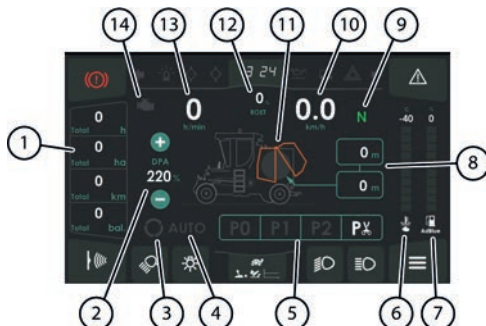 14 13 12 11 10 9
3 24
0
h/min
0
ROET
0.0
km/h
N
-40 0
0
Total h
0
Total ha
0
Total km
0
Total bal.
1
DPA
220 %
0 m
0 m
8
AUTO
P0 P1 P2 P
AdBlue
2 3 4 5 6 7